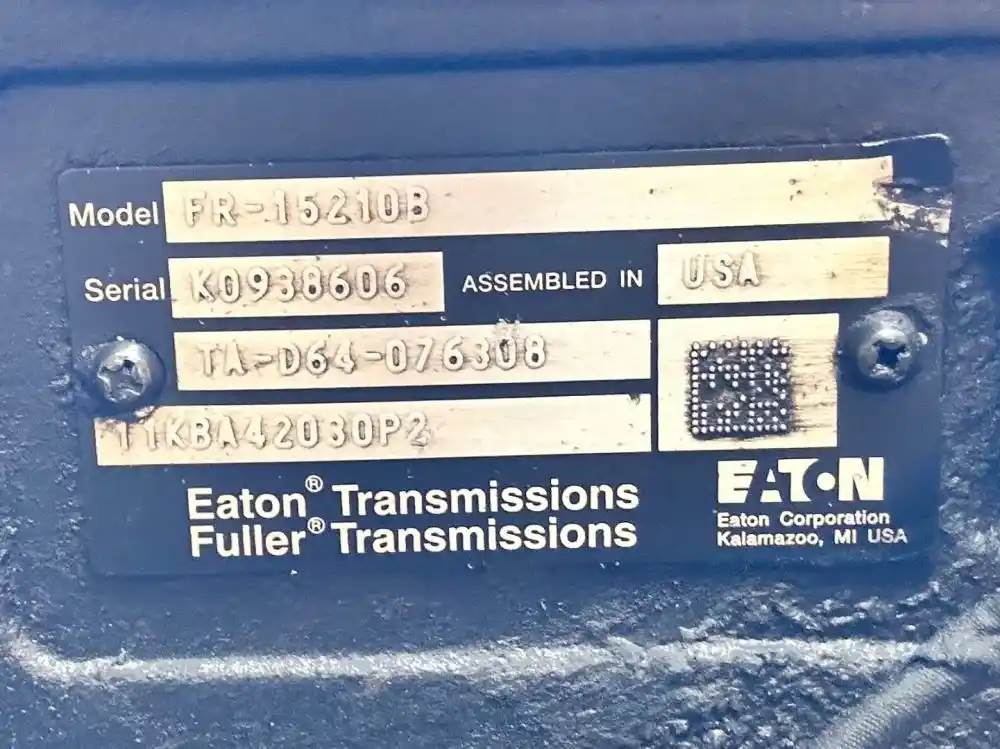 Model FR-15210B
Serial K0938606 ASSEMBLED IN USA
TA-D64-076308
11KBA42030P2
Eaton® Transmissions
Fuller® Transmissions
EATON
Eaton Corporation
Kalamazoo, MI USA